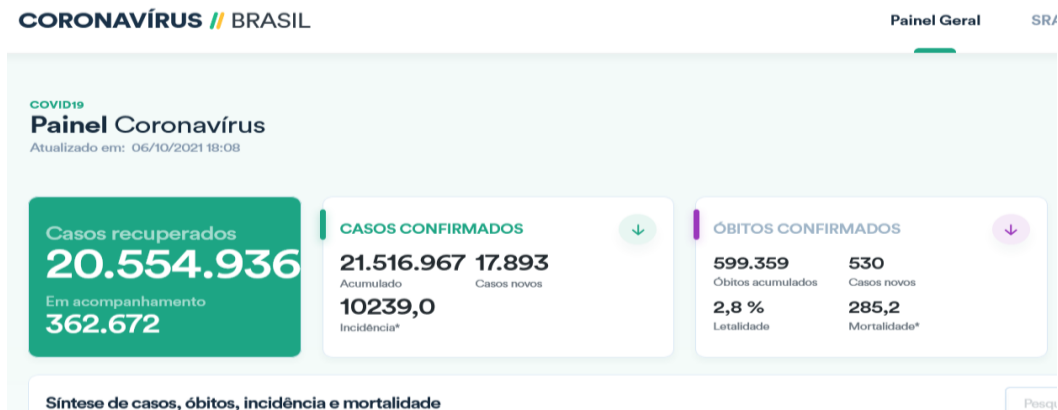 CORONAVÍRUS // BRASIL
Painel Geral
SRA
COVID19
Painel Coronavírus
Atualizado em: 06/10/2021 18:08
Casos recuperados
20.554.936
Em acompanhamento
362.672
CASOS CONFIRMADOS
21.516.967 17.893
Acumulado Casos novos
10239,0
Incidência*
ÓBITOS CONFIRMADOS
599.359 530
Óbitos acumulados Casos novos
2,8 % 285,2
Letalidade Mortalidade*
Síntese de casos, óbitos, incidência e mortalidade
Pesqu